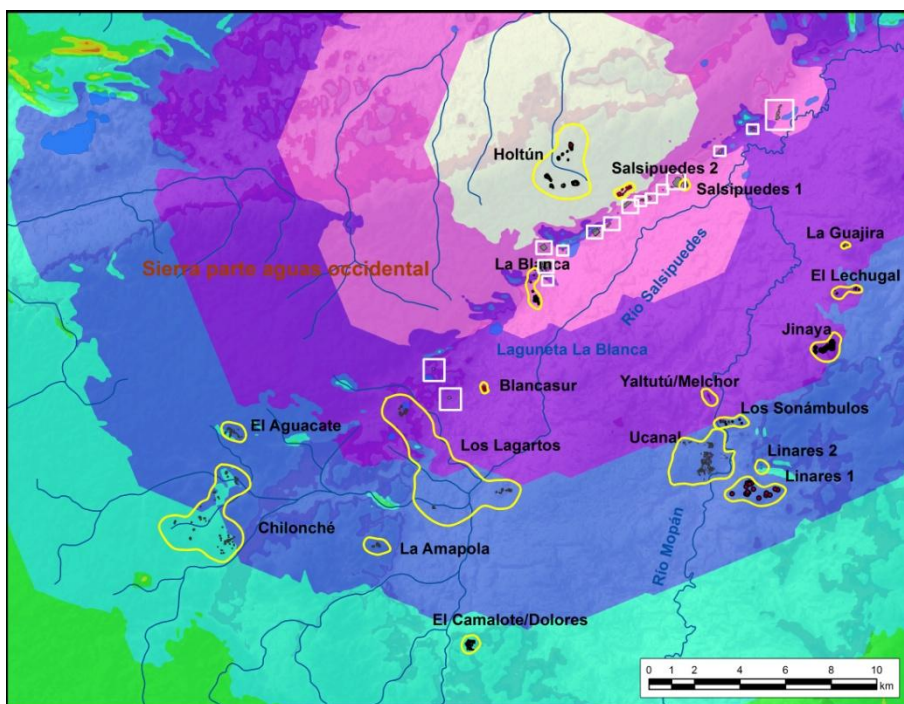 Holtún
Salsipuedes 2
Salsipuedes 1
La Guajira
La Blanca
Sierra parte aguas occidental
El Lechugal
Río Salsipuedes
Jinaya
Laguneta La Blanca
Blancasur
Yaltutú/Melchor
Los Sonámbulos
El Aguacate
Los Lagartos
Ucanal
Linares 2
Linares 1
Chilonché
La Amapola
Río Mopán
El Camalote/Dolores
0 1 2 4 6 8 10
km